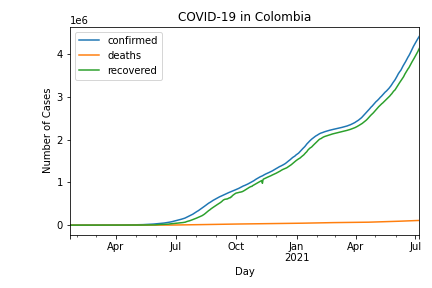 COVID-19 in Colombia
1e6
confirmed
deaths
recovered
4
3
2
1
0
Number of Cases
Apr
Jul
Oct
Jan
2021
Apr
Jul
Day